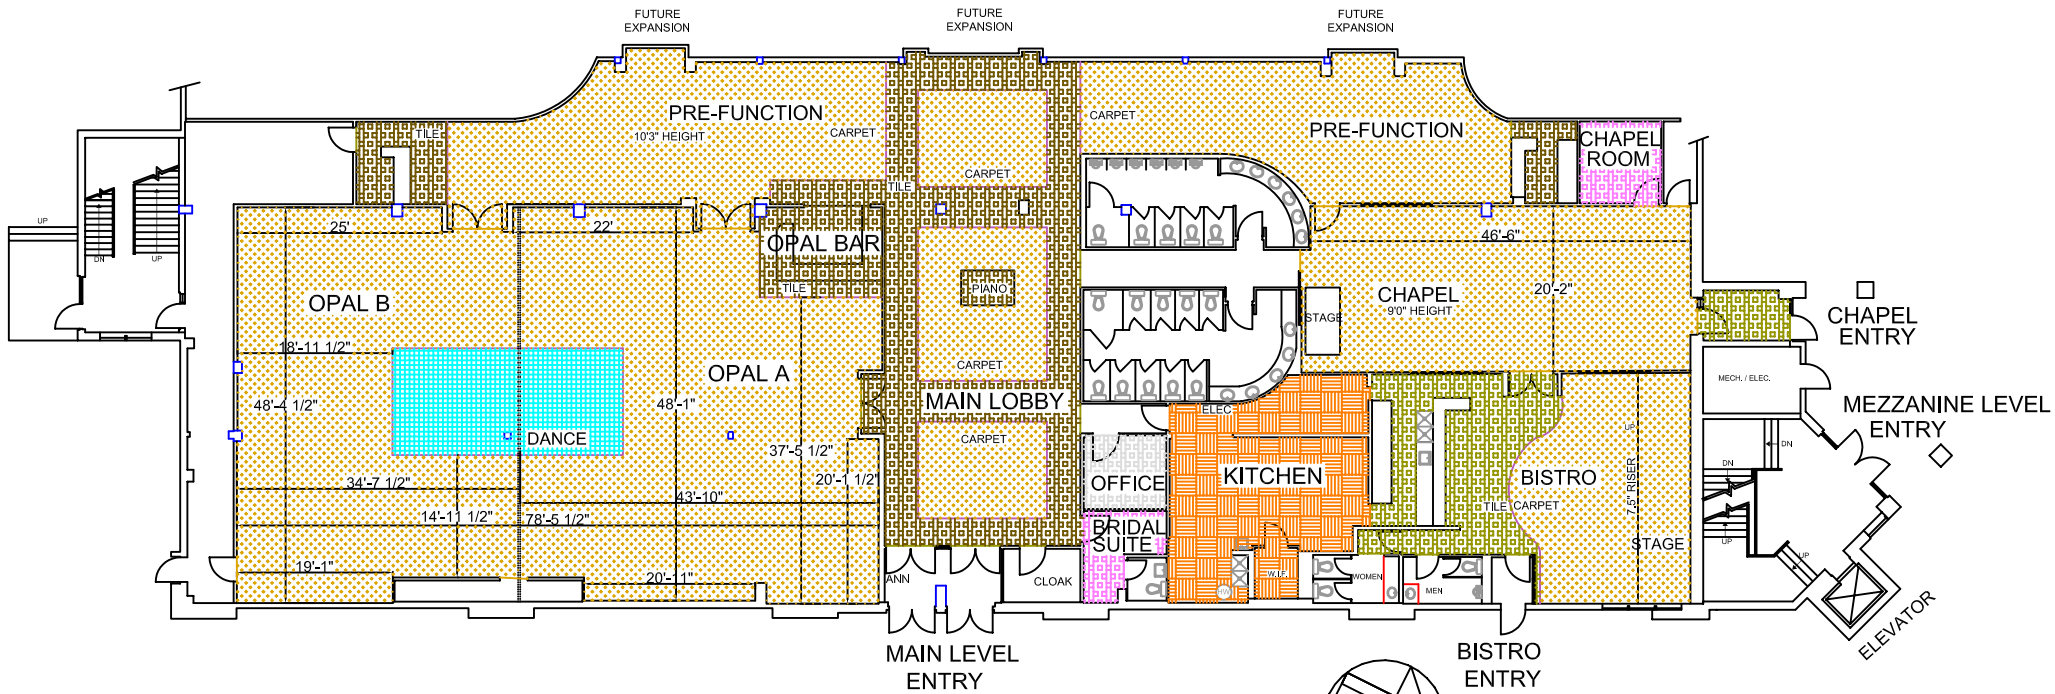 FUTURE
EXPANSION
FUTURE
EXPANSION
FUTURE
EXPANSION
PRE-FUNCTION
10'3" HEIGHT
CARPET
TILE
CARPET
PRE-FUNCTION
CHAPEL
ROOM
CARPET
TILE
UP
DN
UP
25'
22'
OPAL BAR
TILE
46'-6"
OPAL B
PIANO
CHAPEL
9'0" HEIGHT
20'-2"
STAGE
CHAPEL
ENTRY
18'-11 1/2"
OPAL A
CARPET
MECH. / ELEC.
48'-4 1/2"
48'-1"
MAIN LOBBY
ELEC
MEZZANINE LEVEL
ENTRY
DANCE
CARPET
UP
DN
37'-5 1/2"
20'-1 1/2"
34'-7 1/2"
43'-10"
OFFICE
KITCHEN
BISTRO
7.5" RISER
DN
TILE
CARPET
14'-11 1/2"
78'-5 1/2"
BRIDAL
SUITE
STAGE
UP
UP
19'-1"
20'-11"
ANN
CLOAK
W.I.F.
WOMEN
MEN
HW
ELEVATOR
MAIN LEVEL
ENTRY
BISTRO
ENTRY